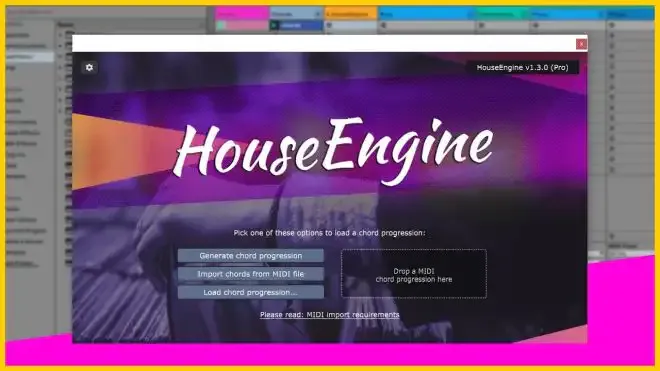 HouseEngine v1.3.0 (Pro)
HouseEngine
Pick one of these options to load a chord progression:
Generate chord progression
Import chords from MIDI file
Load chord progression...
Drop a MIDI
chord progression here
Please read: MIDI import requirements